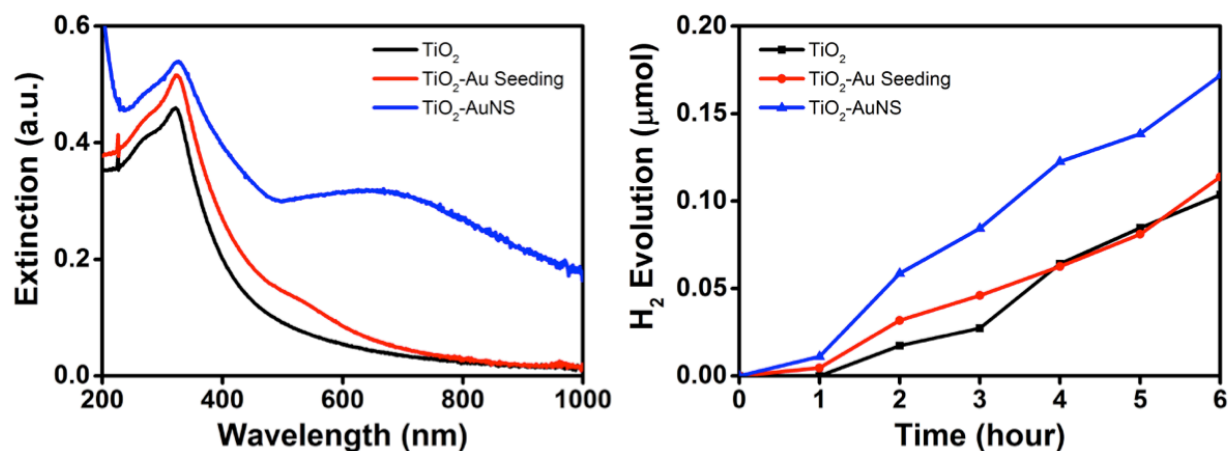 0.6
0.4
0.2
0.0
Extinction (a.u.)
TiO₂
TiO₂-Au Seeding
TiO₂-AuNS
200 400 600 800 1000
Wavelength (nm)
0.20
0.15
0.10
0.05
0.00
H₂ Evolution (μmol)
TiO₂
TiO₂-Au Seeding
TiO₂-AuNS
0 1 2 3 4 5 6
Time (hour)